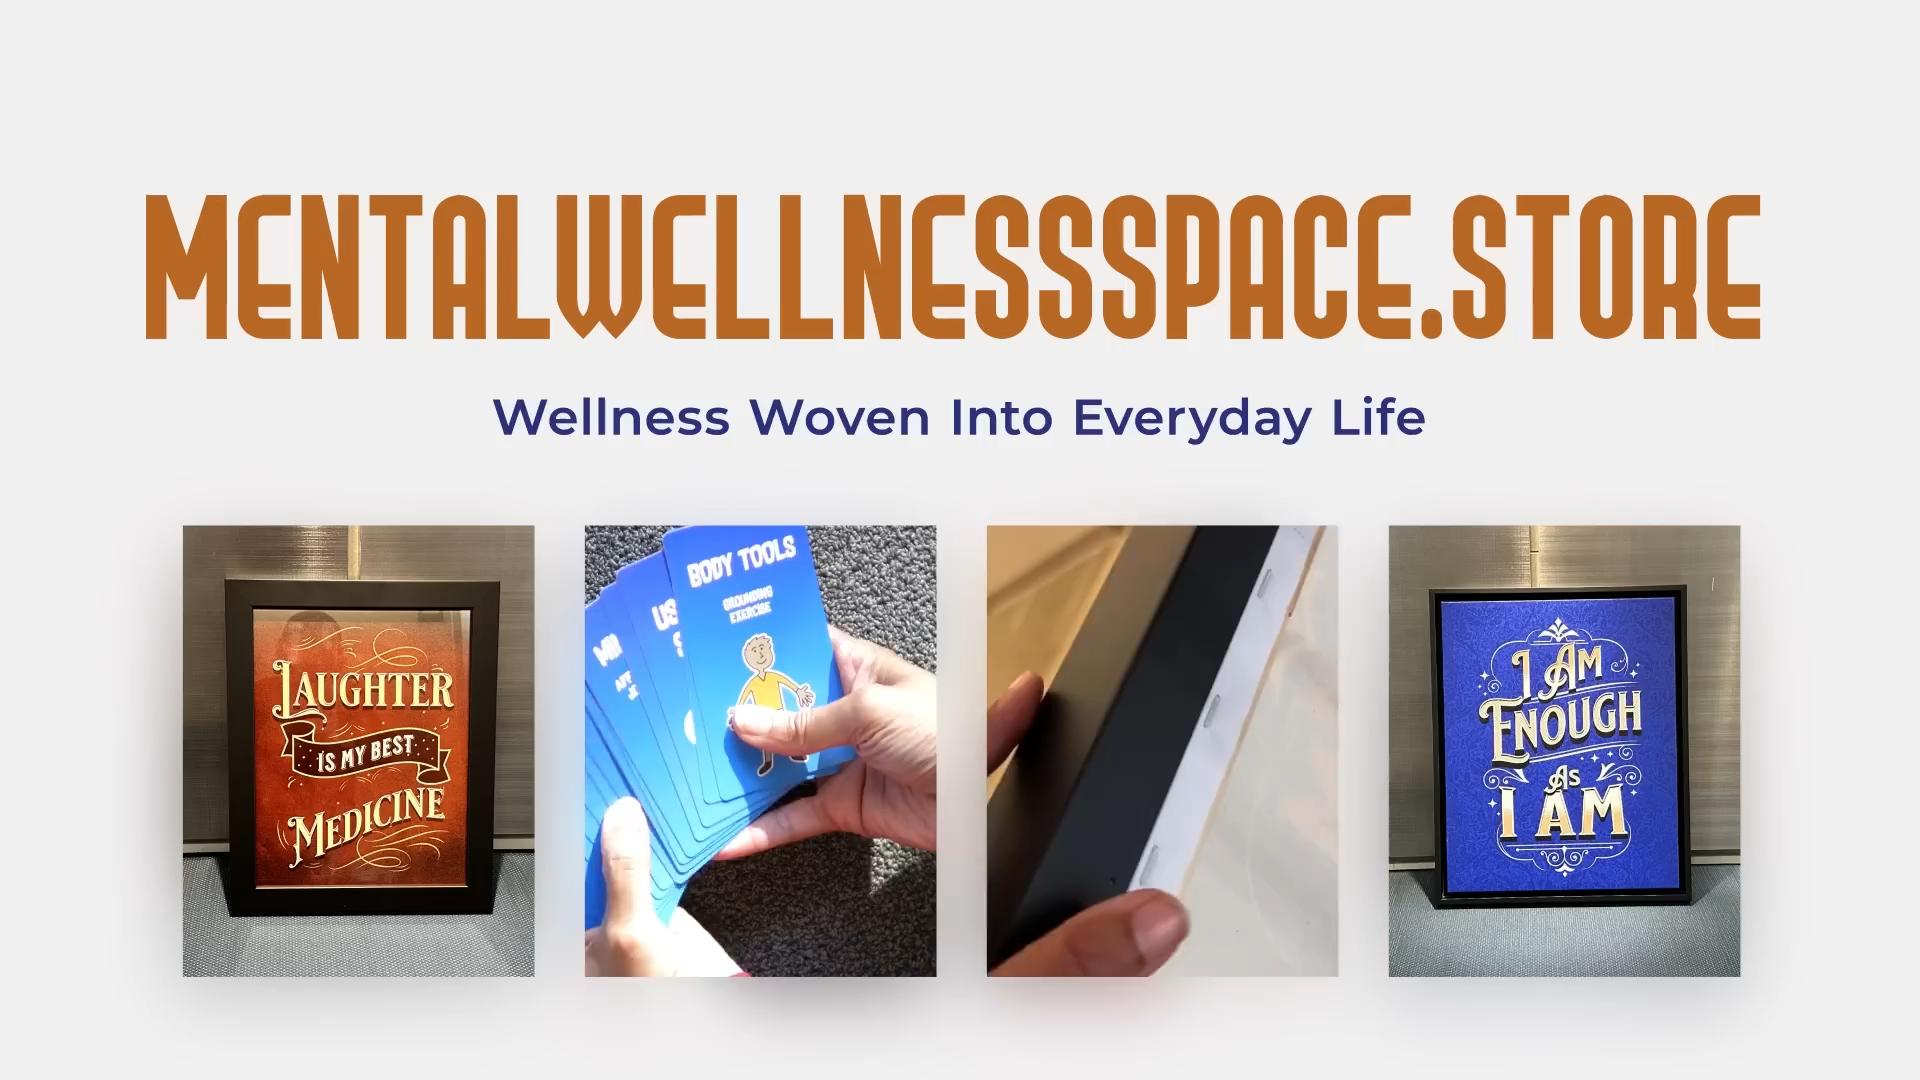 MENTALWELLNESSSPACE.STORE
Wellness Woven Into Everyday Life
LAUGHTER
IS MY BEST
MEDICINE
BODY TOOLS
GROUNDING
EXERCISE
I AM
ENOUGH
AS
I AM